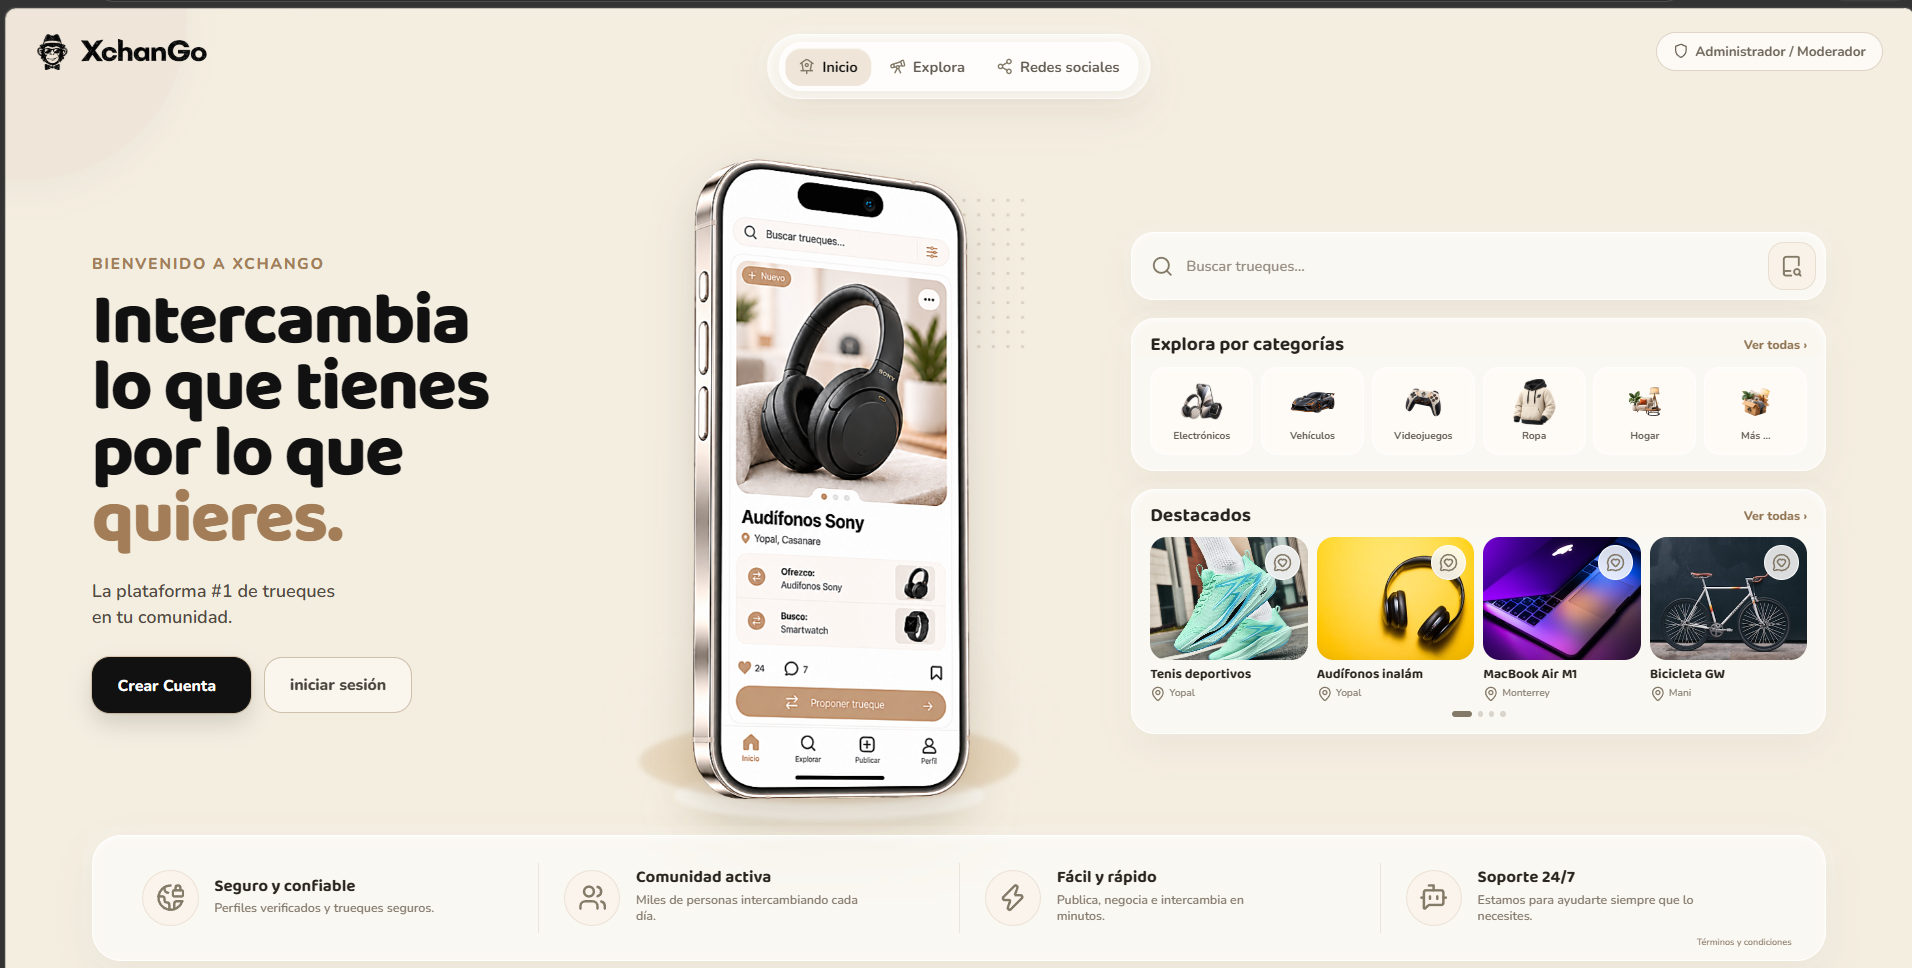 XchanGo
Inicio
Explora
Redes sociales
Administrador / Moderador
BIENVENIDO A XCHANGO
Intercambia
lo que tienes
por lo que
quieres.
La plataforma #1 de trueques
en tu comunidad.
Crear Cuenta
iniciar sesión
Buscar trueques...
+ Nuevo
SONY
Audífonos Sony
Yopal, Casanare
Ofrezco:
Audífonos Sony
Busco:
Smartwatch
24
7
Proponer trueque
Inicio
Explorar
Publicar
Perfil
Buscar trueques...
Explora por categorías
Ver todas ›
Electrónicos
Vehículos
Videojuegos
Ropa
Hogar
Más ...
Destacados
Ver todas ›
Tenis deportivos
Yopal
Audífonos inalám
Yopal
MacBook Air M1
Monterrey
Bicicleta GW
Mani
Seguro y confiable
Perfiles verificados y trueques seguros.
Comunidad activa
Miles de personas intercambiando cada
día.
Fácil y rápido
Publica, negocia e intercambia en
minutos.
Soporte 24/7
Estamos para ayudarte siempre que lo
necesites.
Términos y condiciones